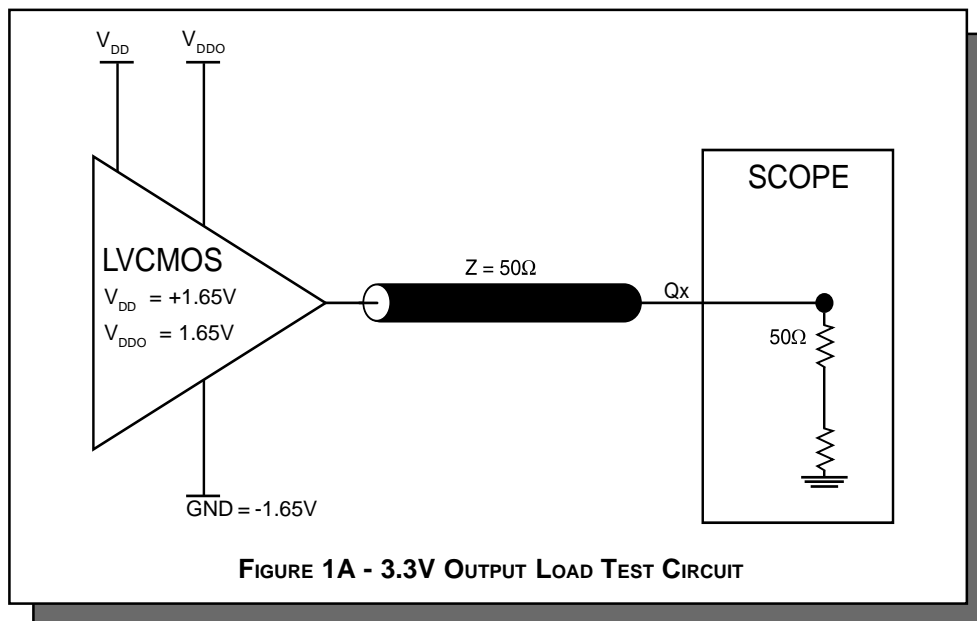 V_DD V_DDO
SCOPE
LVCMOS
V_DD = +1.65V
V_DDO = 1.65V
Z = 50Ω
Qx
50Ω
GND = -1.65V
FIGURE 1A - 3.3V OUTPUT LOAD TEST CIRCUIT